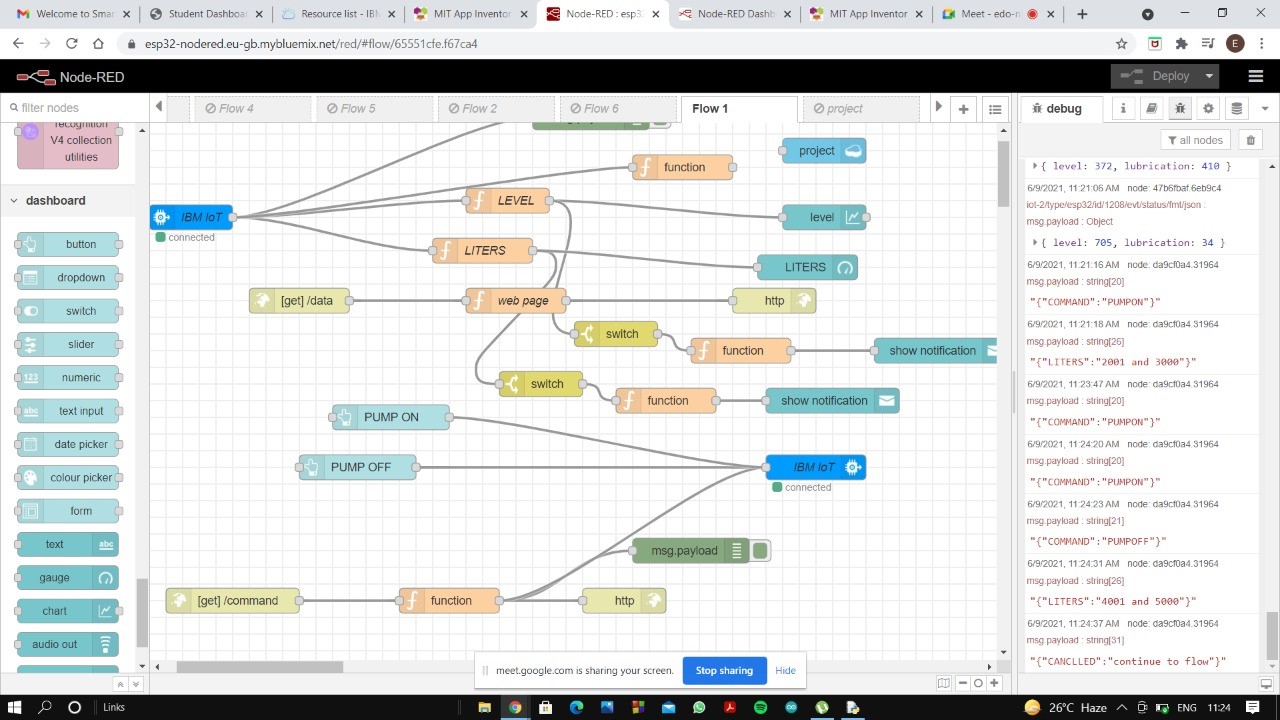 Welcome to Smar
Student Dashboa
Resource list - IBM
MIT App Inventor
Node-RED : esp3
Node-RED Dashb
MIT App Inventor
Meet - edo-n
esp32-nodered.eu-gb.mybluemix.net/red/#flow/65551cfe.f67ca4
E
Node-RED
Deploy
filter nodes
Flow 4
Flow 5
Flow 2
Flow 6
Flow 1
project
debug
all nodes
recognition
V4 collection
utilities
dashboard
button
dropdown
switch
slider
123 numeric
abc text input
date picker
colour picker
form
text abc
gauge
chart
audio out
project
function
LEVEL
IBM IoT
connected
level
LITERS
LITERS
[get] /data
web page
http
switch
function
show notification
switch
function
show notification
PUMP ON
PUMP OFF
IBM IoT
connected
msg.payload
[get] /command
function
http
{ level: 372, lubrication: 410 }
6/9/2021, 11:21:06 AM node: 47b6fbaf.6eb9c4
iot-2/type/esp32/id/1208/evt/status/fmt/json :
msg.payload : Object
{ level: 705, lubrication: 34 }
6/9/2021, 11:21:16 AM node: da9cf0a4.31964
msg.payload : string[20]
"{"COMMAND":"PUMPON"}"
6/9/2021, 11:21:18 AM node: da9cf0a4.31964
msg.payload : string[26]
"{"LITERS":"2001 and 3000"}"
6/9/2021, 11:23:47 AM node: da9cf0a4.31964
msg.payload : string[20]
"{"COMMAND":"PUMPON"}"
6/9/2021, 11:24:20 AM node: da9cf0a4.31964
msg.payload : string[20]
"{"COMMAND":"PUMPON"}"
6/9/2021, 11:24:23 AM node: da9cf0a4.31964
msg.payload : string[21]
"{"COMMAND":"PUMPOFF"}"
6/9/2021, 11:24:31 AM node: da9cf0a4.31964
msg.payload : string[26]
"{"LITERS":"4001 and 5000"}"
6/9/2021, 11:24:37 AM node: da9cf0a4.31964
msg.payload : string[31]
"{"CANCLLED":"continue to flow"}"
meet.google.com is sharing your screen.
Stop sharing
Hide
Links
26°C Haze
ENG
11:24